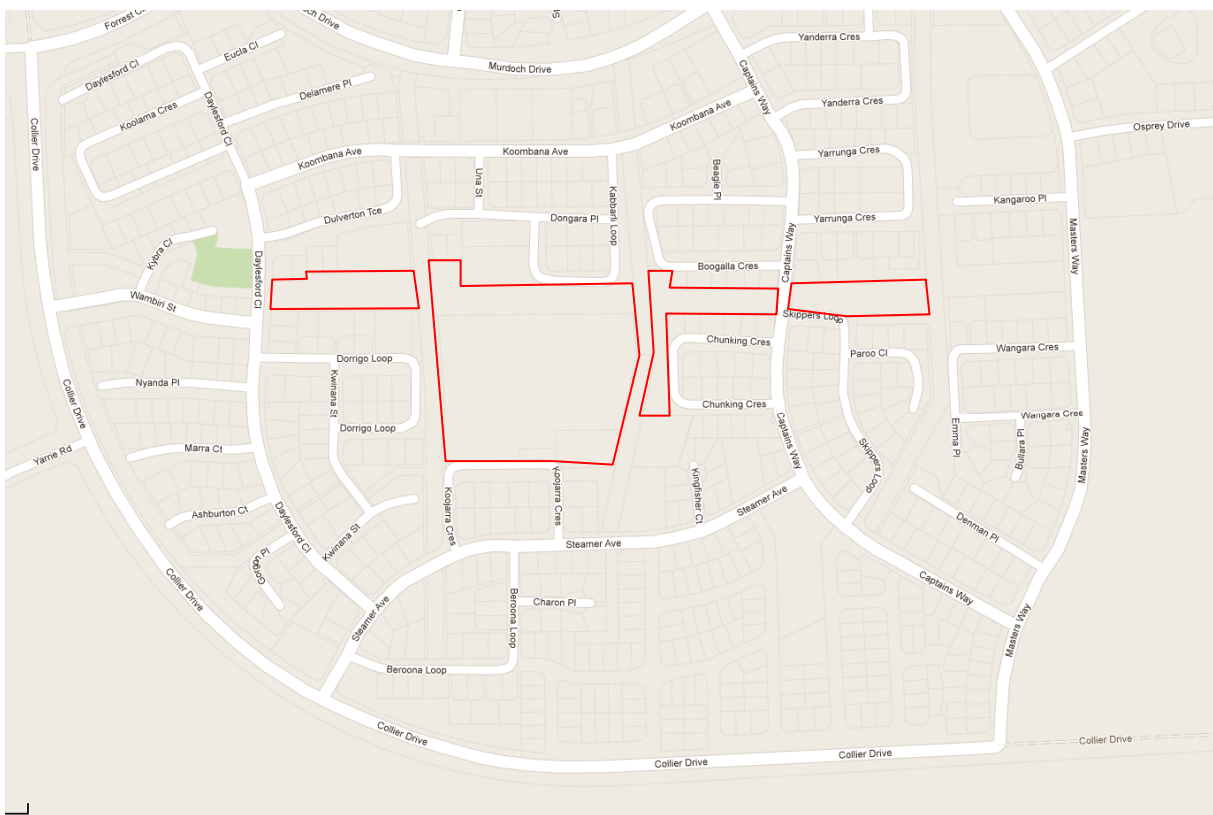 Forrest Cr
och Drive
St
Eucla Cl
Yanderra Cres
Daylesford Cl
Murdoch Drive
Captains Way
Delamere Pl
Yanderra Cres
Koolama Cres
Daylesford Cl
Koombana Ave
Osprey Drive
Collier Drive
Koombana Ave
Koombana Ave
Yarrunga Cres
Beagle Pl
Una St
Kabbarli Loop
Kangaroo Pl
Dulverton Tce
Dongara Pl
Yarrunga Cres
Masters Way
Kybra Cl
Captains Way
Daylesford Cl
Boogalla Cres
Wambiri St
Skippers Loop
Chunking Cres
Wangara Cres
Paroo Cl
Dorrigo Loop
Nyanda Pl
Kwinana St
Collier Drive
Chunking Cres
Wangara Cres
Dorrigo Loop
Captains Way
Emma Pl
Bullara Pl
Marra Ct
Yarrie Rd
Masters Way
Skippers Loop
Kingfisher Ct
Koojarra Cres
Koojarra Cres
Steamer Ave
Ashburton Ct
Daylesford Cl
Denman Pl
Kwinana St
Steamer Ave
Gorgo
up Pl
Collier Drive
Captains Way
Beroona Loop
Charon Pl
Steamer Ave
Masters Way
Beroona Loop
Collier Drive
Collier Drive
Collier Drive
Collier Drive